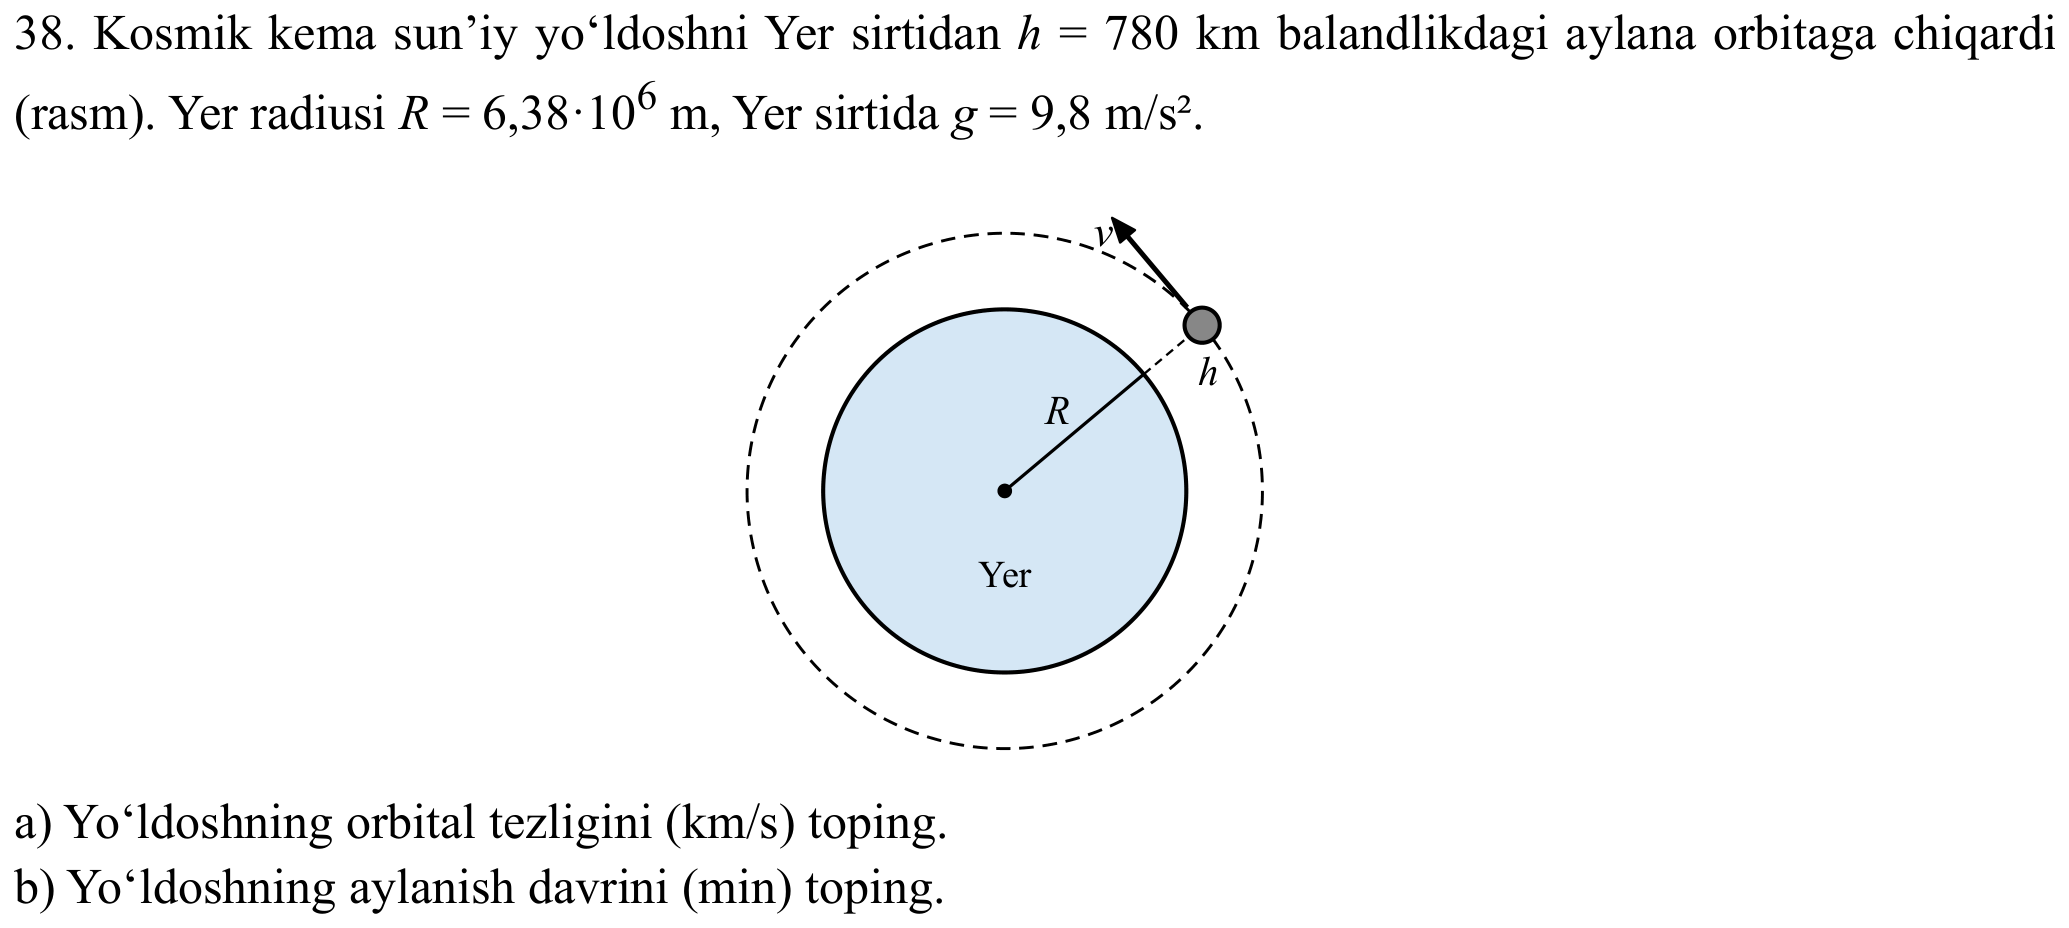 38. Kosmik kema sun’iy yo‘ldoshni Yer sirtidan h = 780 km balandlikdagi aylana orbitaga chiqardi
(rasm). Yer radiusi R = 6,38·10⁶ m, Yer sirtida g = 9,8 m/s².
v
h
R
Yer
a) Yo‘ldoshning orbital tezligini (km/s) toping.
b) Yo‘ldoshning aylanish davrini (min) toping.